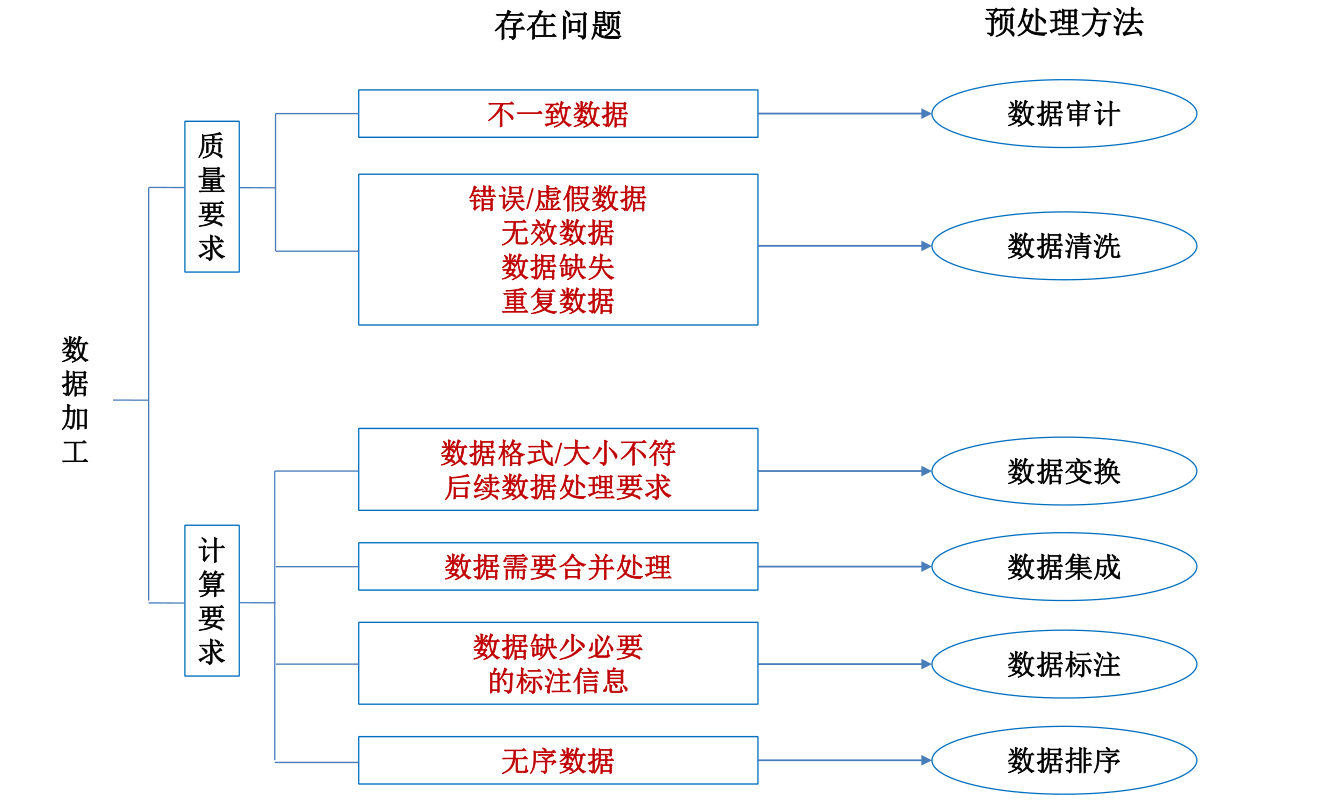 存在问题
预处理方法
数据加工
质量要求
不一致数据
数据审计
错误/虚假数据
无效数据
数据缺失
重复数据
数据清洗
计算要求
数据格式/大小不符
后续数据处理要求
数据变换
数据需要合并处理
数据集成
数据缺少必要
的标注信息
数据标注
无序数据
数据排序